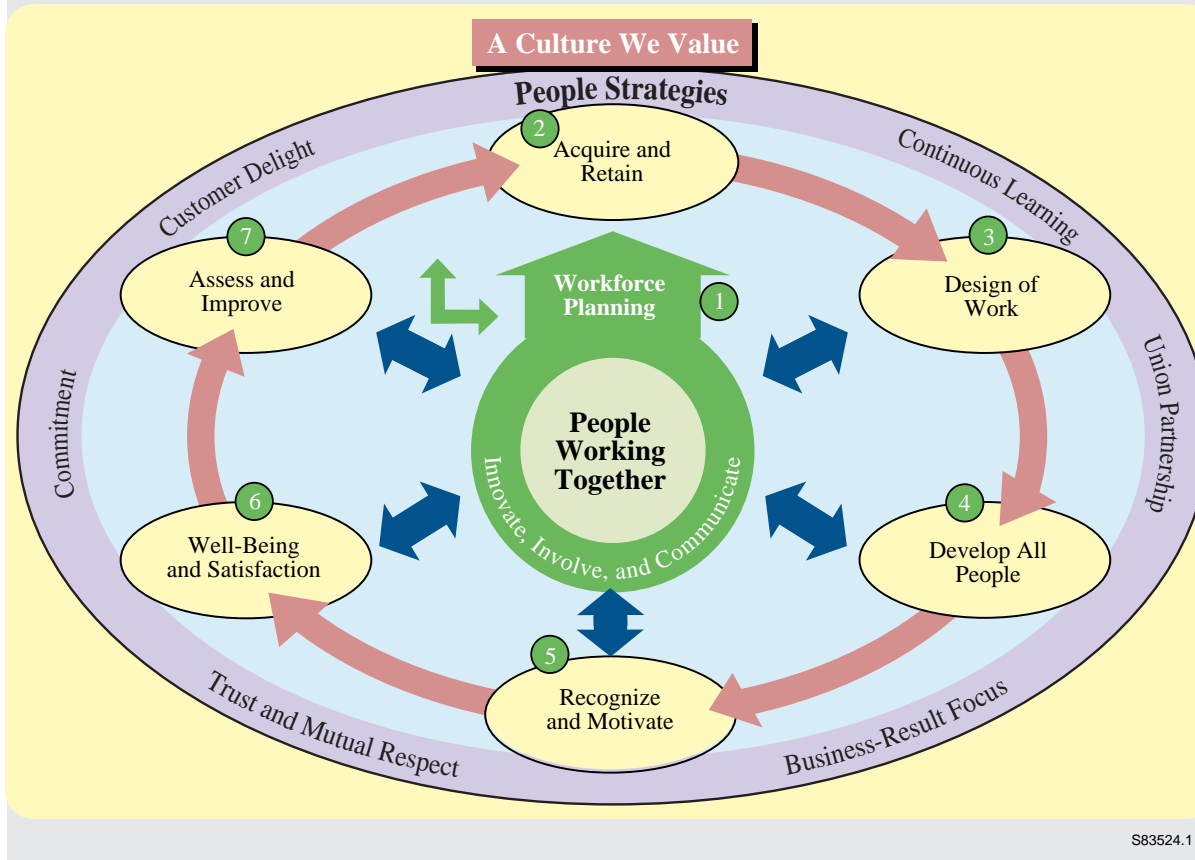 A Culture We Value
People Strategies
Customer Delight
Continuous Learning
Union Partnership
Commitment
Trust and Mutual Respect
Business-Result Focus
2
Acquire and
Retain
7
Assess and
Improve
3
Design of
Work
Workforce
Planning
1
People
Working
Together
Innovate, Involve, and Communicate
6
Well-Being
and Satisfaction
4
Develop All
People
5
Recognize
and Motivate
S83524.1